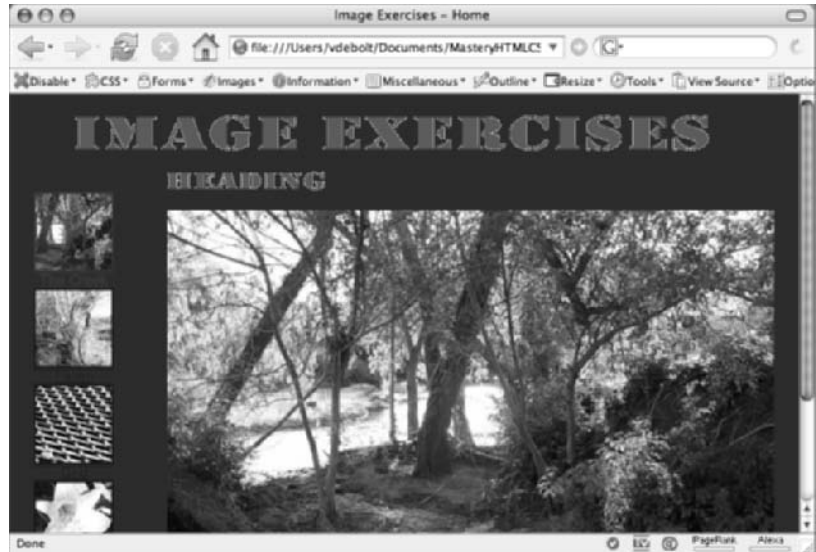 Image Exercises – Home
file:///Users/vdebolt/Documents/MasteryHTMLCS
G
Disable CSS Forms Images Information Miscellaneous Outline Resize Tools View Source Optio
IMAGE EXERCISES
HEADING
Done PageRank Alexa